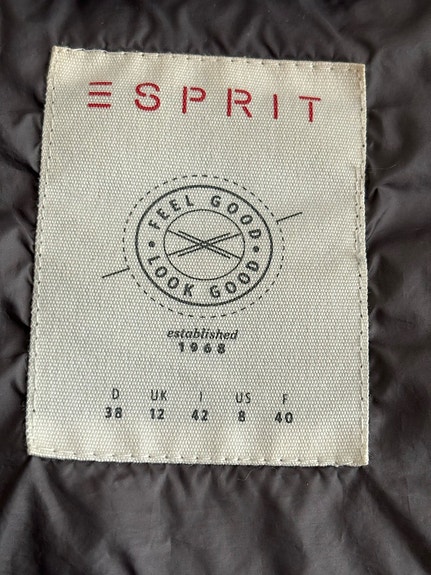 ESPRIT
• FEEL GOOD •
LOOK GOOD
established
1968
D UK I US F
38 12 42 8 40